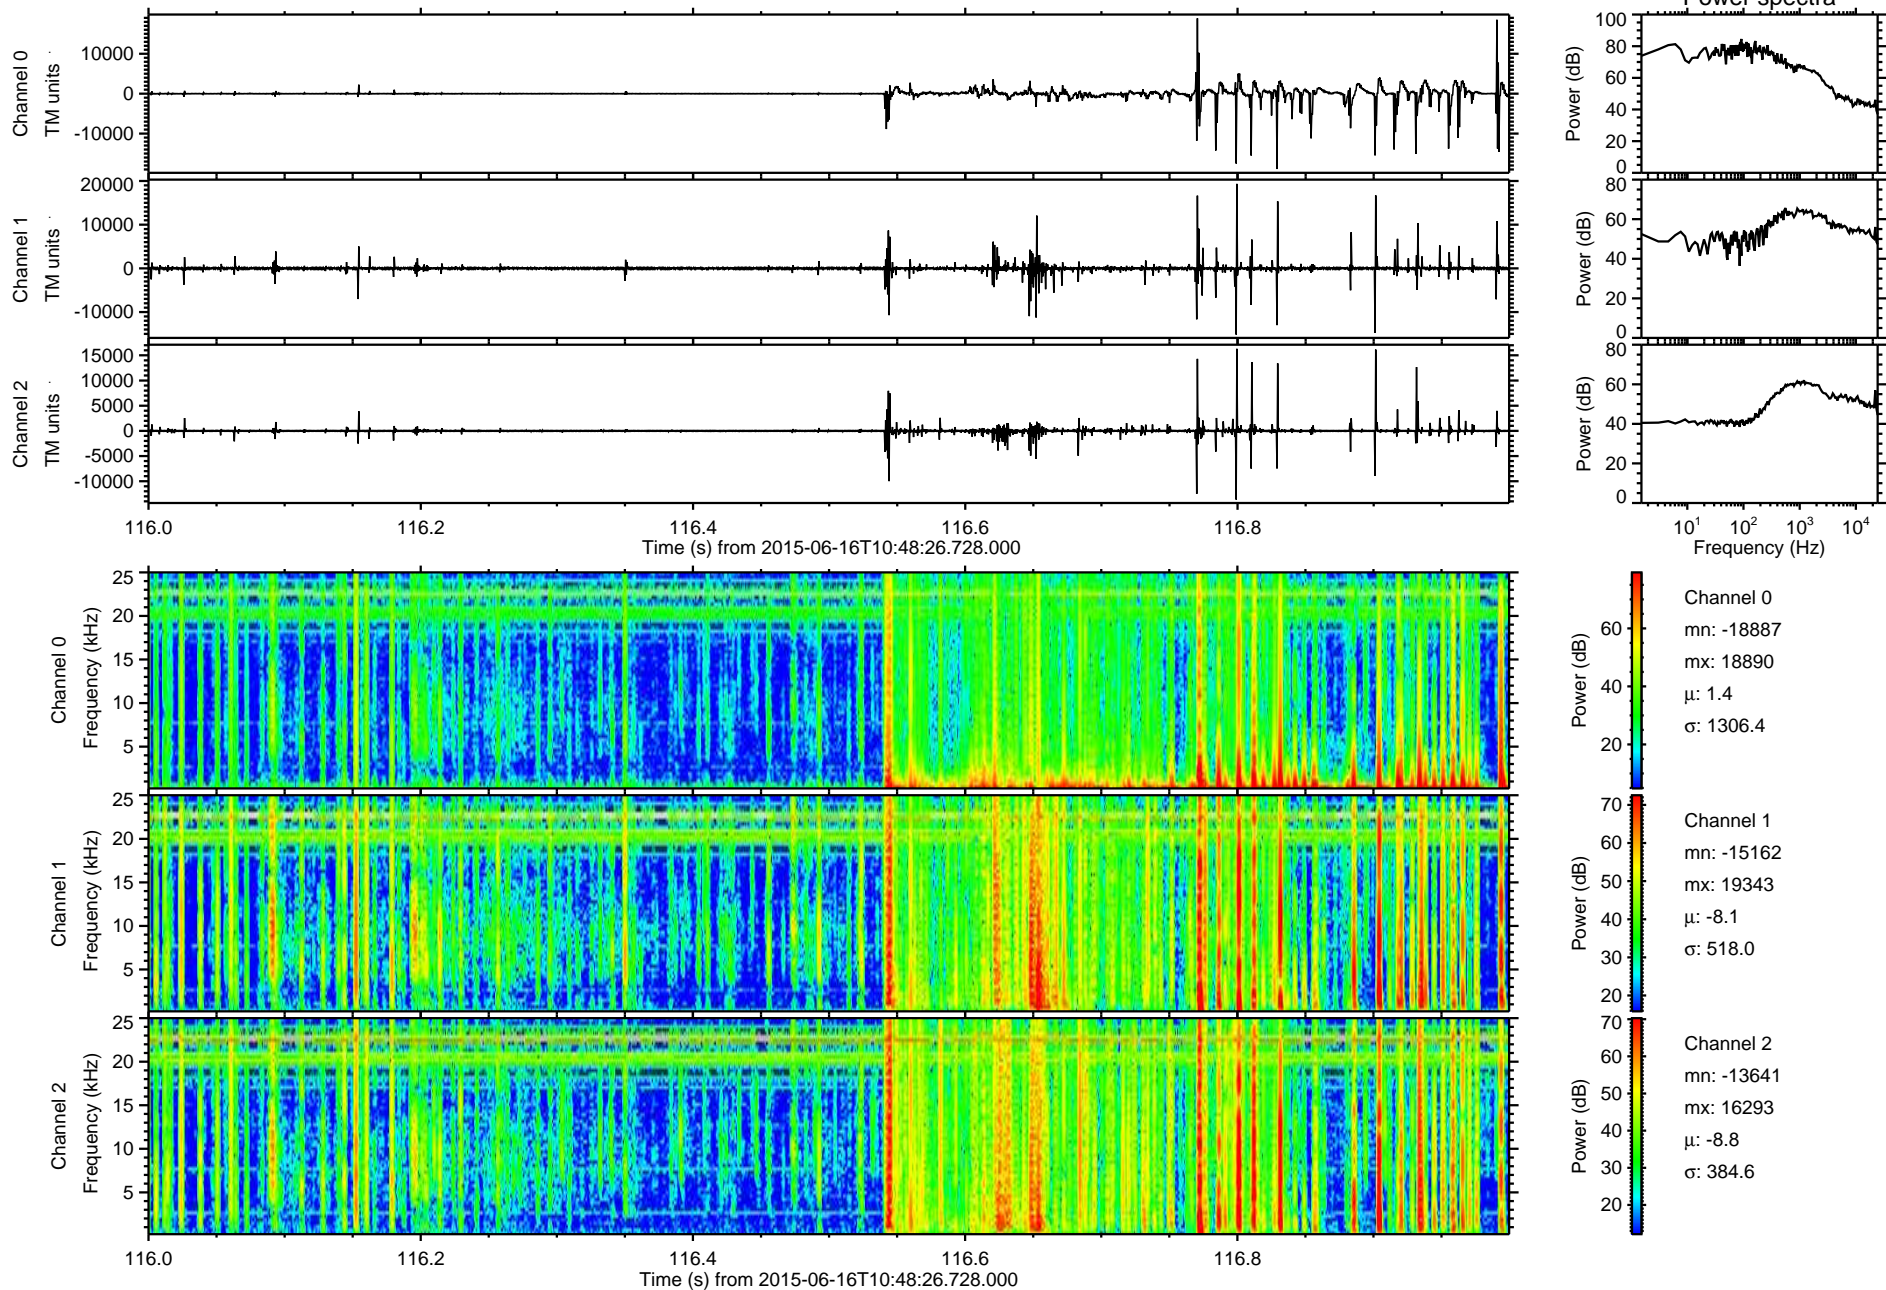 Power spectra
Channel 0
TM units
10000
0
-10000
Power (dB)
100
80
60
40
20
0
Channel 1
TM units
20000
10000
0
-10000
Power (dB)
80
60
40
20
0
Channel 2
TM units
15000
10000
5000
0
-5000
-10000
Power (dB)
80
60
40
20
0
116.0 116.2 116.4 116.6 116.8
Time (s) from 2015-06-16T10:48:26.728.000
10¹ 10² 10³ 10⁴
Frequency (Hz)
Channel 0
Frequency (kHz)
25
20
15
10
5
Power (dB)
60
40
20
Channel 0
mn: -18887
mx: 18890
μ: 1.4
σ: 1306.4
Channel 1
Frequency (kHz)
25
20
15
10
5
Power (dB)
70
60
50
40
30
20
Channel 1
mn: -15162
mx: 19343
μ: -8.1
σ: 518.0
Channel 2
Frequency (kHz)
25
20
15
10
5
Power (dB)
70
60
50
40
30
20
Channel 2
mn: -13641
mx: 16293
μ: -8.8
σ: 384.6
116.0 116.2 116.4 116.6 116.8
Time (s) from 2015-06-16T10:48:26.728.000